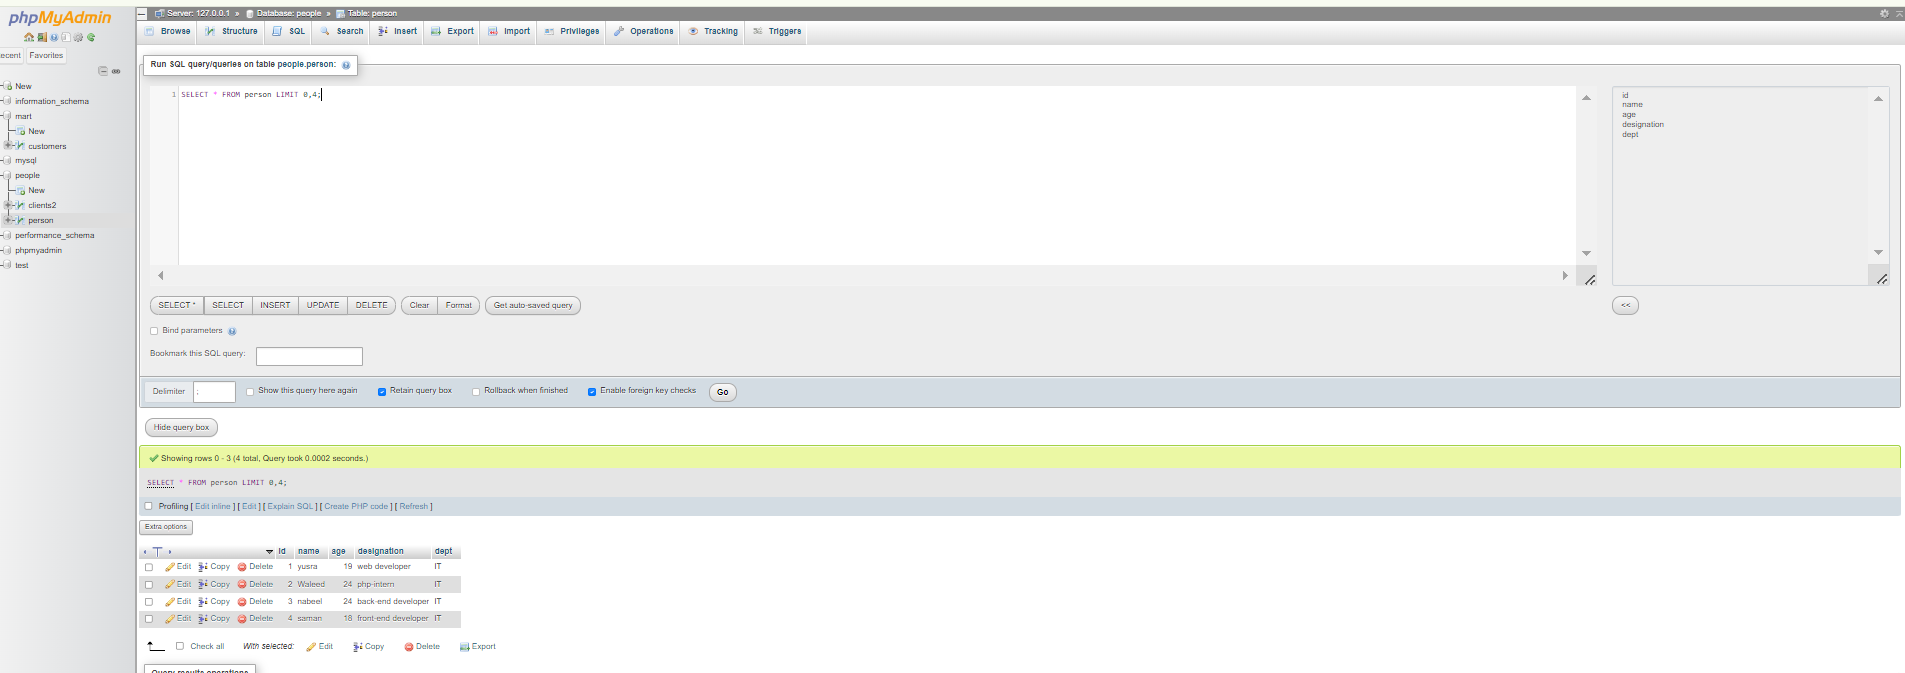 phpMyAdmin
Server: 127.0.0.1 » Database: people » Table: person
Browse Structure SQL Search Insert Export Import Privileges Operations Tracking Triggers
ecent Favorites
New
information_schema
mart
New
customers
mysql
people
New
clients2
person
performance_schema
phpmyadmin
test
Run SQL query/queries on table people.person:
1 SELECT * FROM person LIMIT 0,4;
id
name
age
designation
dept
SELECT * SELECT INSERT UPDATE DELETE Clear Format Get auto-saved query <<
Bind parameters
Bookmark this SQL query:
Delimiter ; Show this query here again Retain query box Rollback when finished Enable foreign key checks Go
Hide query box
Showing rows 0 - 3 (4 total, Query took 0.0002 seconds.)
SELECT * FROM person LIMIT 0,4;
Profiling [ Edit inline ] [ Edit ] [ Explain SQL ] [ Create PHP code ] [ Refresh ]
Extra options
id name age designation dept
Edit Copy Delete 1 yusra 19 web developer IT
Edit Copy Delete 2 Waleed 24 php-intern IT
Edit Copy Delete 3 nabeel 24 back-end developer IT
Edit Copy Delete 4 saman 18 front-end developer IT
Check all With selected: Edit Copy Delete Export
Query results operations